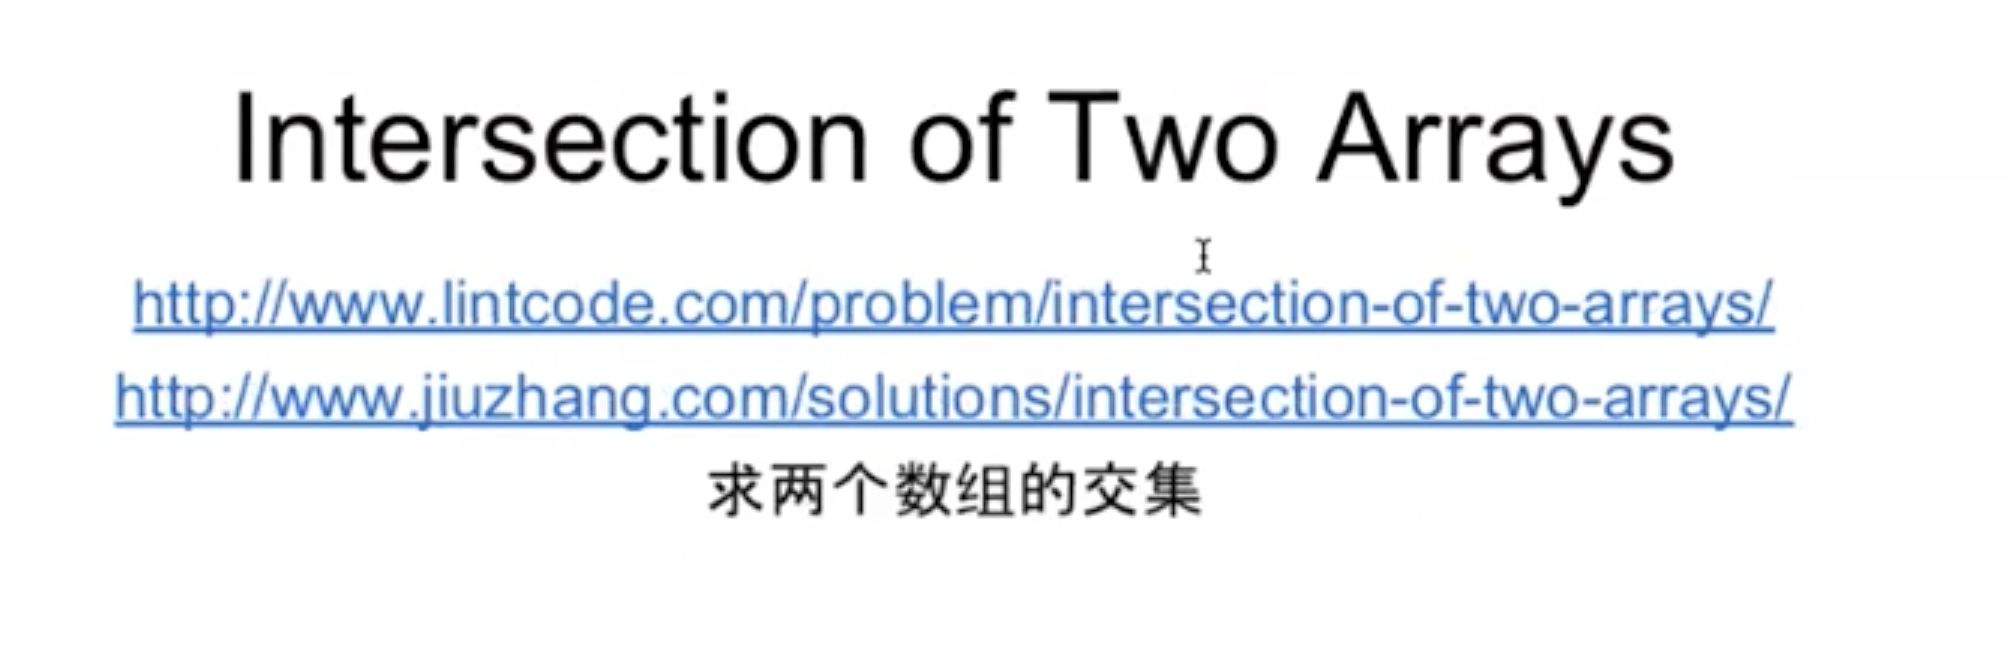 Intersection of Two Arrays
http://www.lintcode.com/problem/intersection-of-two-arrays/
http://www.jiuzhang.com/solutions/intersection-of-two-arrays/
求两个数组的交集